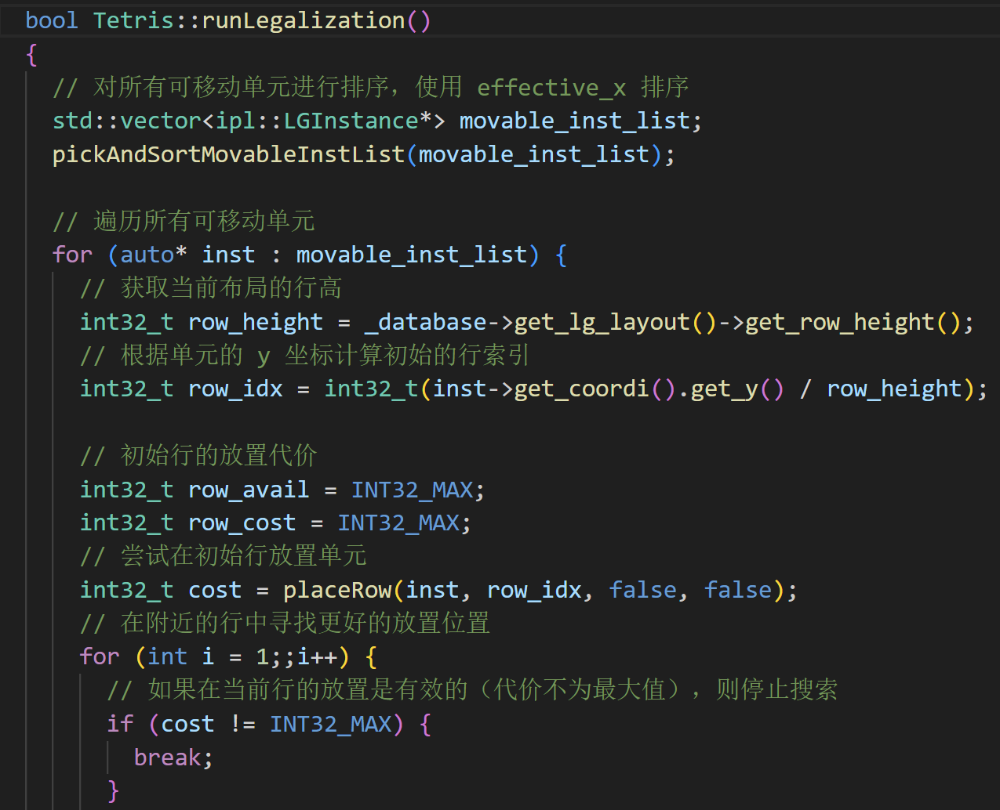 bool Tetris::runLegalization()
{
// 对所有可移动单元进行排序，使用 effective_x 排序
std::vector<ipl::LGInstance*> movable_inst_list;
pickAndSortMovableInstList(movable_inst_list);
// 遍历所有可移动单元
for (auto* inst : movable_inst_list) {
// 获取当前布局的行高
int32_t row_height = _database->get_lg_layout()->get_row_height();
// 根据单元的 y 坐标计算初始的行索引
int32_t row_idx = int32_t(inst->get_coordi().get_y() / row_height);
// 初始行的放置代价
int32_t row_avail = INT32_MAX;
int32_t row_cost = INT32_MAX;
// 尝试在初始行放置单元
int32_t cost = placeRow(inst, row_idx, false, false);
// 在附近的行中寻找更好的放置位置
for (int i = 1;;i++) {
// 如果在当前行的放置是有效的（代价不为最大值），则停止搜索
if (cost != INT32_MAX) {
break;
}